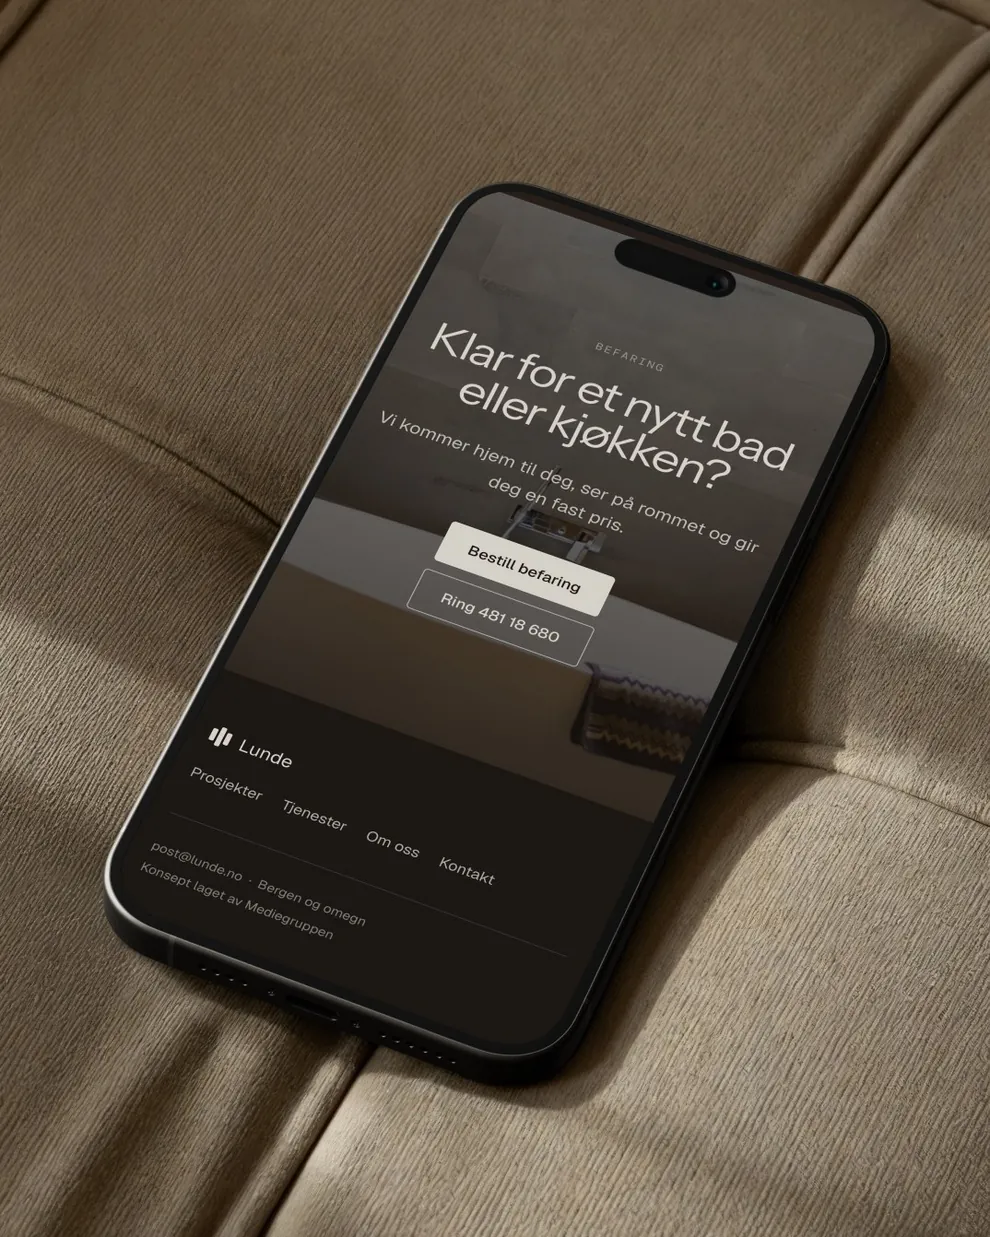 BEFARING
Klar for et nytt bad
eller kjøkken?
Vi kommer hjem til deg, ser på rommet og gir
deg en fast pris.
Bestill befaring
Ring 481 18 680
Lunde
Prosjekter Tjenester Om oss Kontakt
post@lunde.no · Bergen og omegn
Konsept laget av Mediegruppen